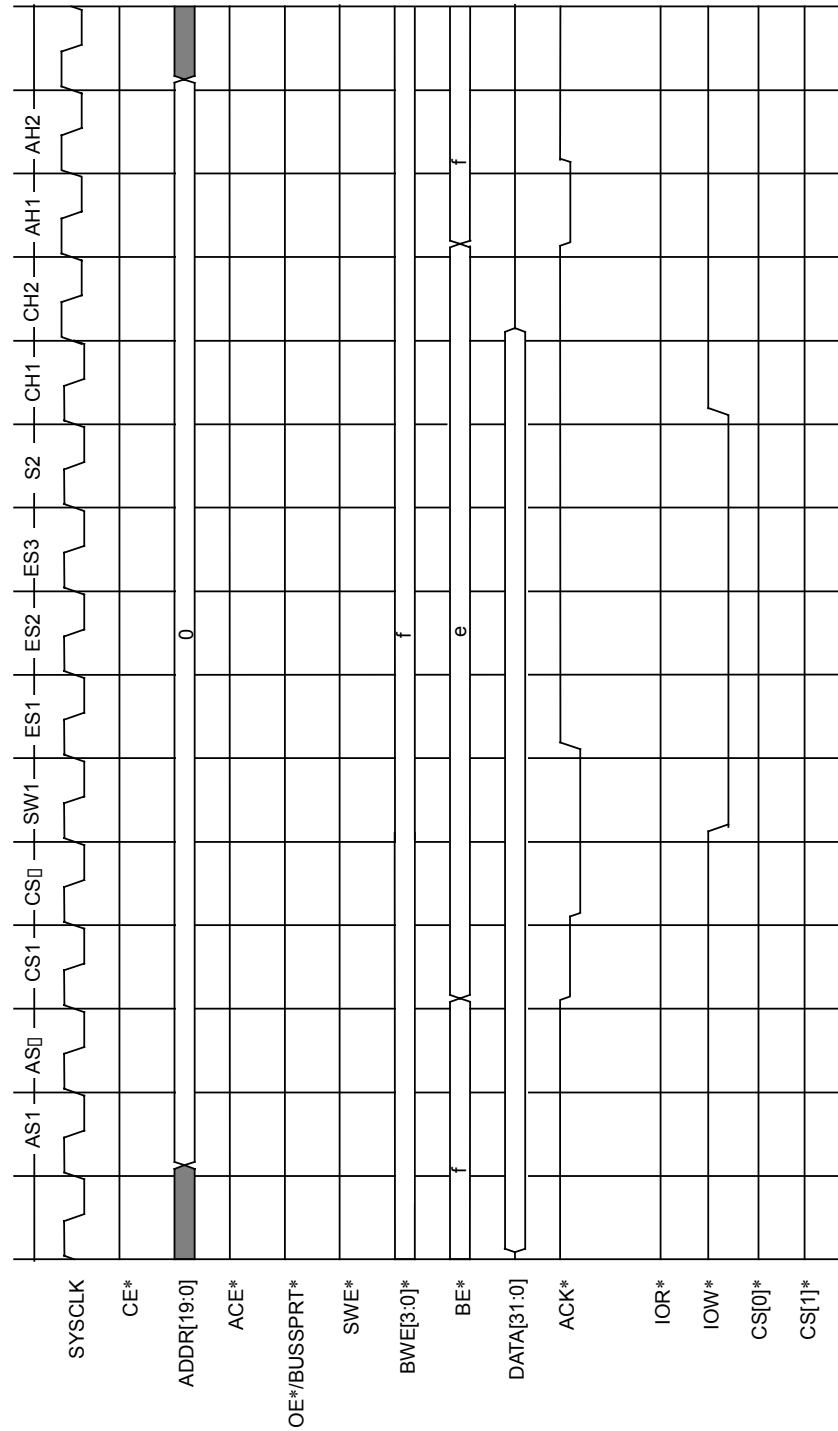 AS1
AS▯
CS1
CS▯
SW1
ES1
ES2
ES3
S2
CH1
CH2
AH1
AH2
SYSCLK
CE*
ADDR[19:0]
0
ACE*
OE*/BUSSPRT*
SWE*
BWE[3:0]*
f
BE*
f
e
f
DATA[31:0]
ACK*
IOR*
IOW*
CS[0]*
CS[1]*